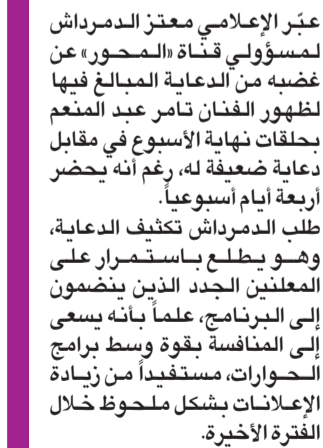 عبّر الإعلامي معتز الدمرداش
لمسؤولي قناة «المحور» عن
غضبه من الدعاية المبالغ فيها
لظهور الفنان تامر عبد المنعم
بحلقات نهاية الأسبوع في مقابل
دعاية ضعيفة له، رغم أنه يحضر
أربعة أيام أسبوعياً.
طلب الدمرداش تكثيف الدعاية،
وهو يطلع باستمرار على
المعلنين الجدد الذين ينضمون
إلى البرنامج، علماً بأنه يسعى
إلى المنافسة بقوة وسط برامج
الحوارات، مستفيداً من زيادة
الإعلانات بشكل ملحوظ خلال
الفترة الأخيرة.